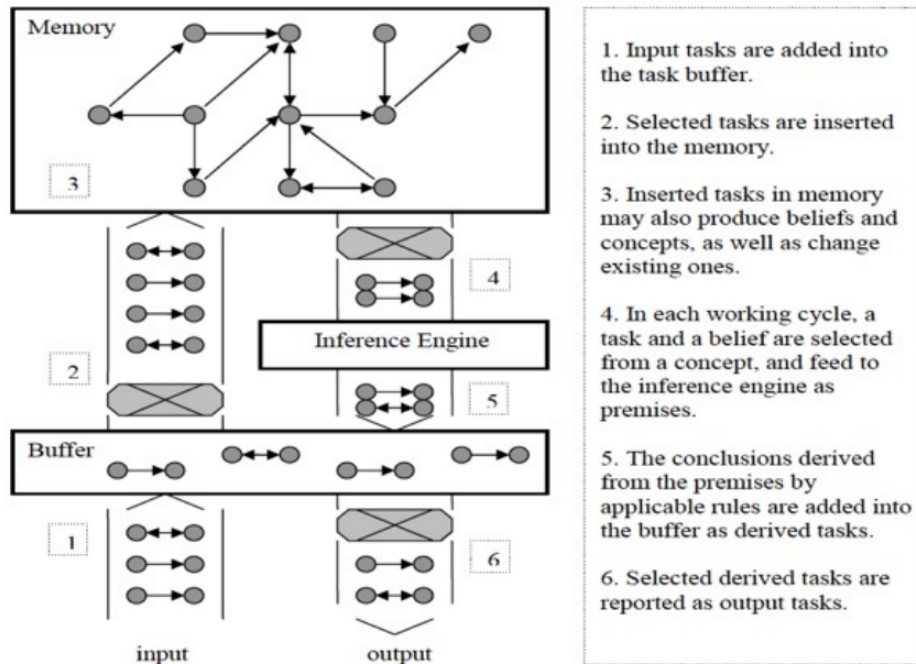 Memory
3
4
Inference Engine
2
5
Buffer
1
6
input
output
1. Input tasks are added into
the task buffer.
2. Selected tasks are inserted
into the memory.
3. Inserted tasks in memory
may also produce beliefs and
concepts, as well as change
existing ones.
4. In each working cycle, a
task and a belief are selected
from a concept, and feed to
the inference engine as
premises.
5. The conclusions derived
from the premises by
applicable rules are added into
the buffer as derived tasks.
6. Selected derived tasks are
reported as output tasks.